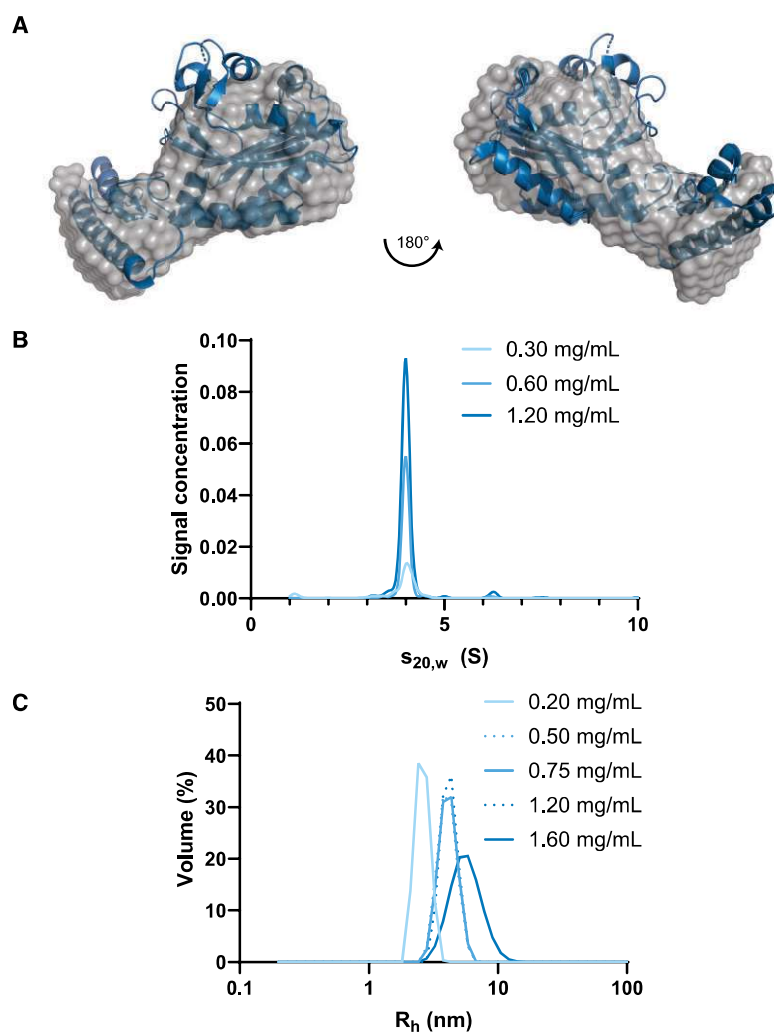 A
180°
B
0.10
0.08
0.06
0.04
0.02
0.00
Signal concentration
0.30 mg/mL
0.60 mg/mL
1.20 mg/mL
0 5 10
s20,w (S)
C
50
40
30
20
10
0
Volume (%)
0.20 mg/mL
0.50 mg/mL
0.75 mg/mL
1.20 mg/mL
1.60 mg/mL
0.1 1 10 100
Rh (nm)